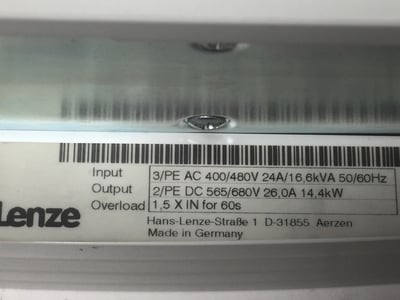 Input 3/PE AC 400/480V 24A/16,6kVA 50/60Hz
Output 2/PE DC 565/680V 26,0A 14,4kW
Overload 1,5 X IN for 60s
Lenze
Hans-Lenze-Straße 1 D-31855 Aerzen
Made in Germany